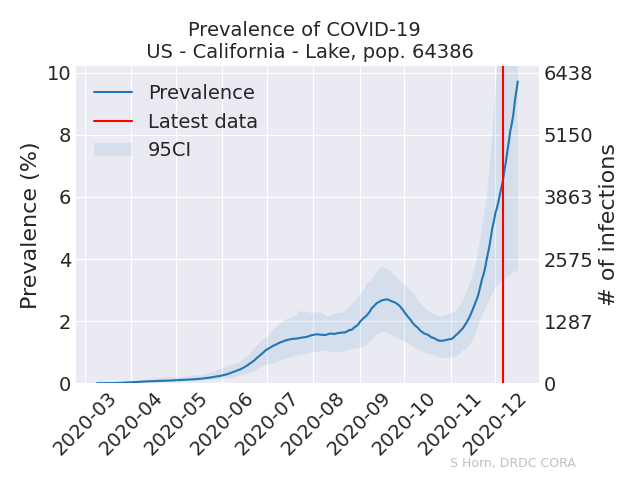 Prevalence of COVID-19
US - California - Lake, pop. 64386
Prevalence
Latest data
95CI
Prevalence (%)
10
8
6
4
2
0
6438
5150
3863
2575
1287
0
# of infections
2020-03
2020-04
2020-05
2020-06
2020-07
2020-08
2020-09
2020-10
2020-11
2020-12
S Horn, DRDC CORA